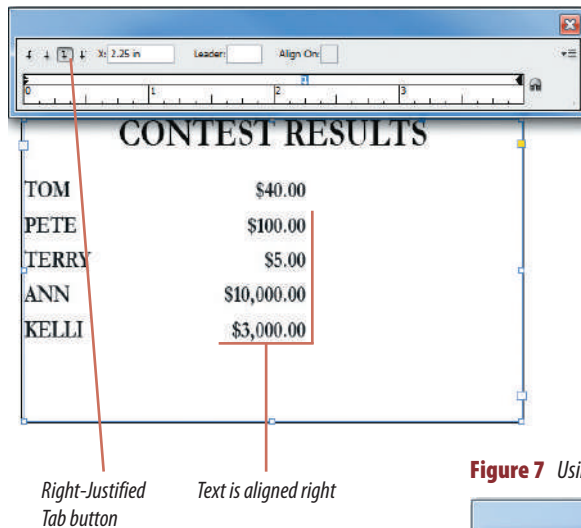 X: 2.25 in Leader: Align On:
0 1 2 3
CONTEST RESULTS
TOM $40.00
PETE $100.00
TERRY $5.00
ANN $10,000.00
KELLI $3,000.00
Right-Justified
Tab button
Text is aligned right
Figure 7 Usi